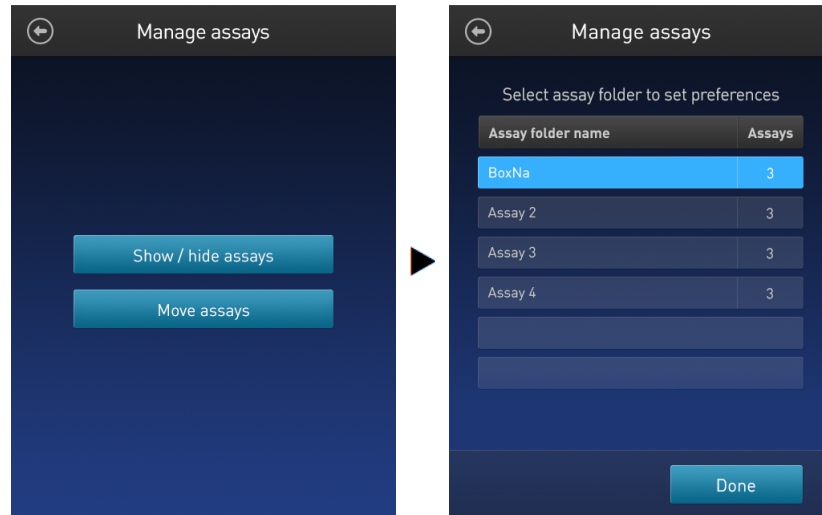 Manage assays
Show / hide assays
Move assays
Manage assays
Select assay folder to set preferences
Assay folder name Assays
BoxNa 3
Assay 2 3
Assay 3 3
Assay 4 3
Done